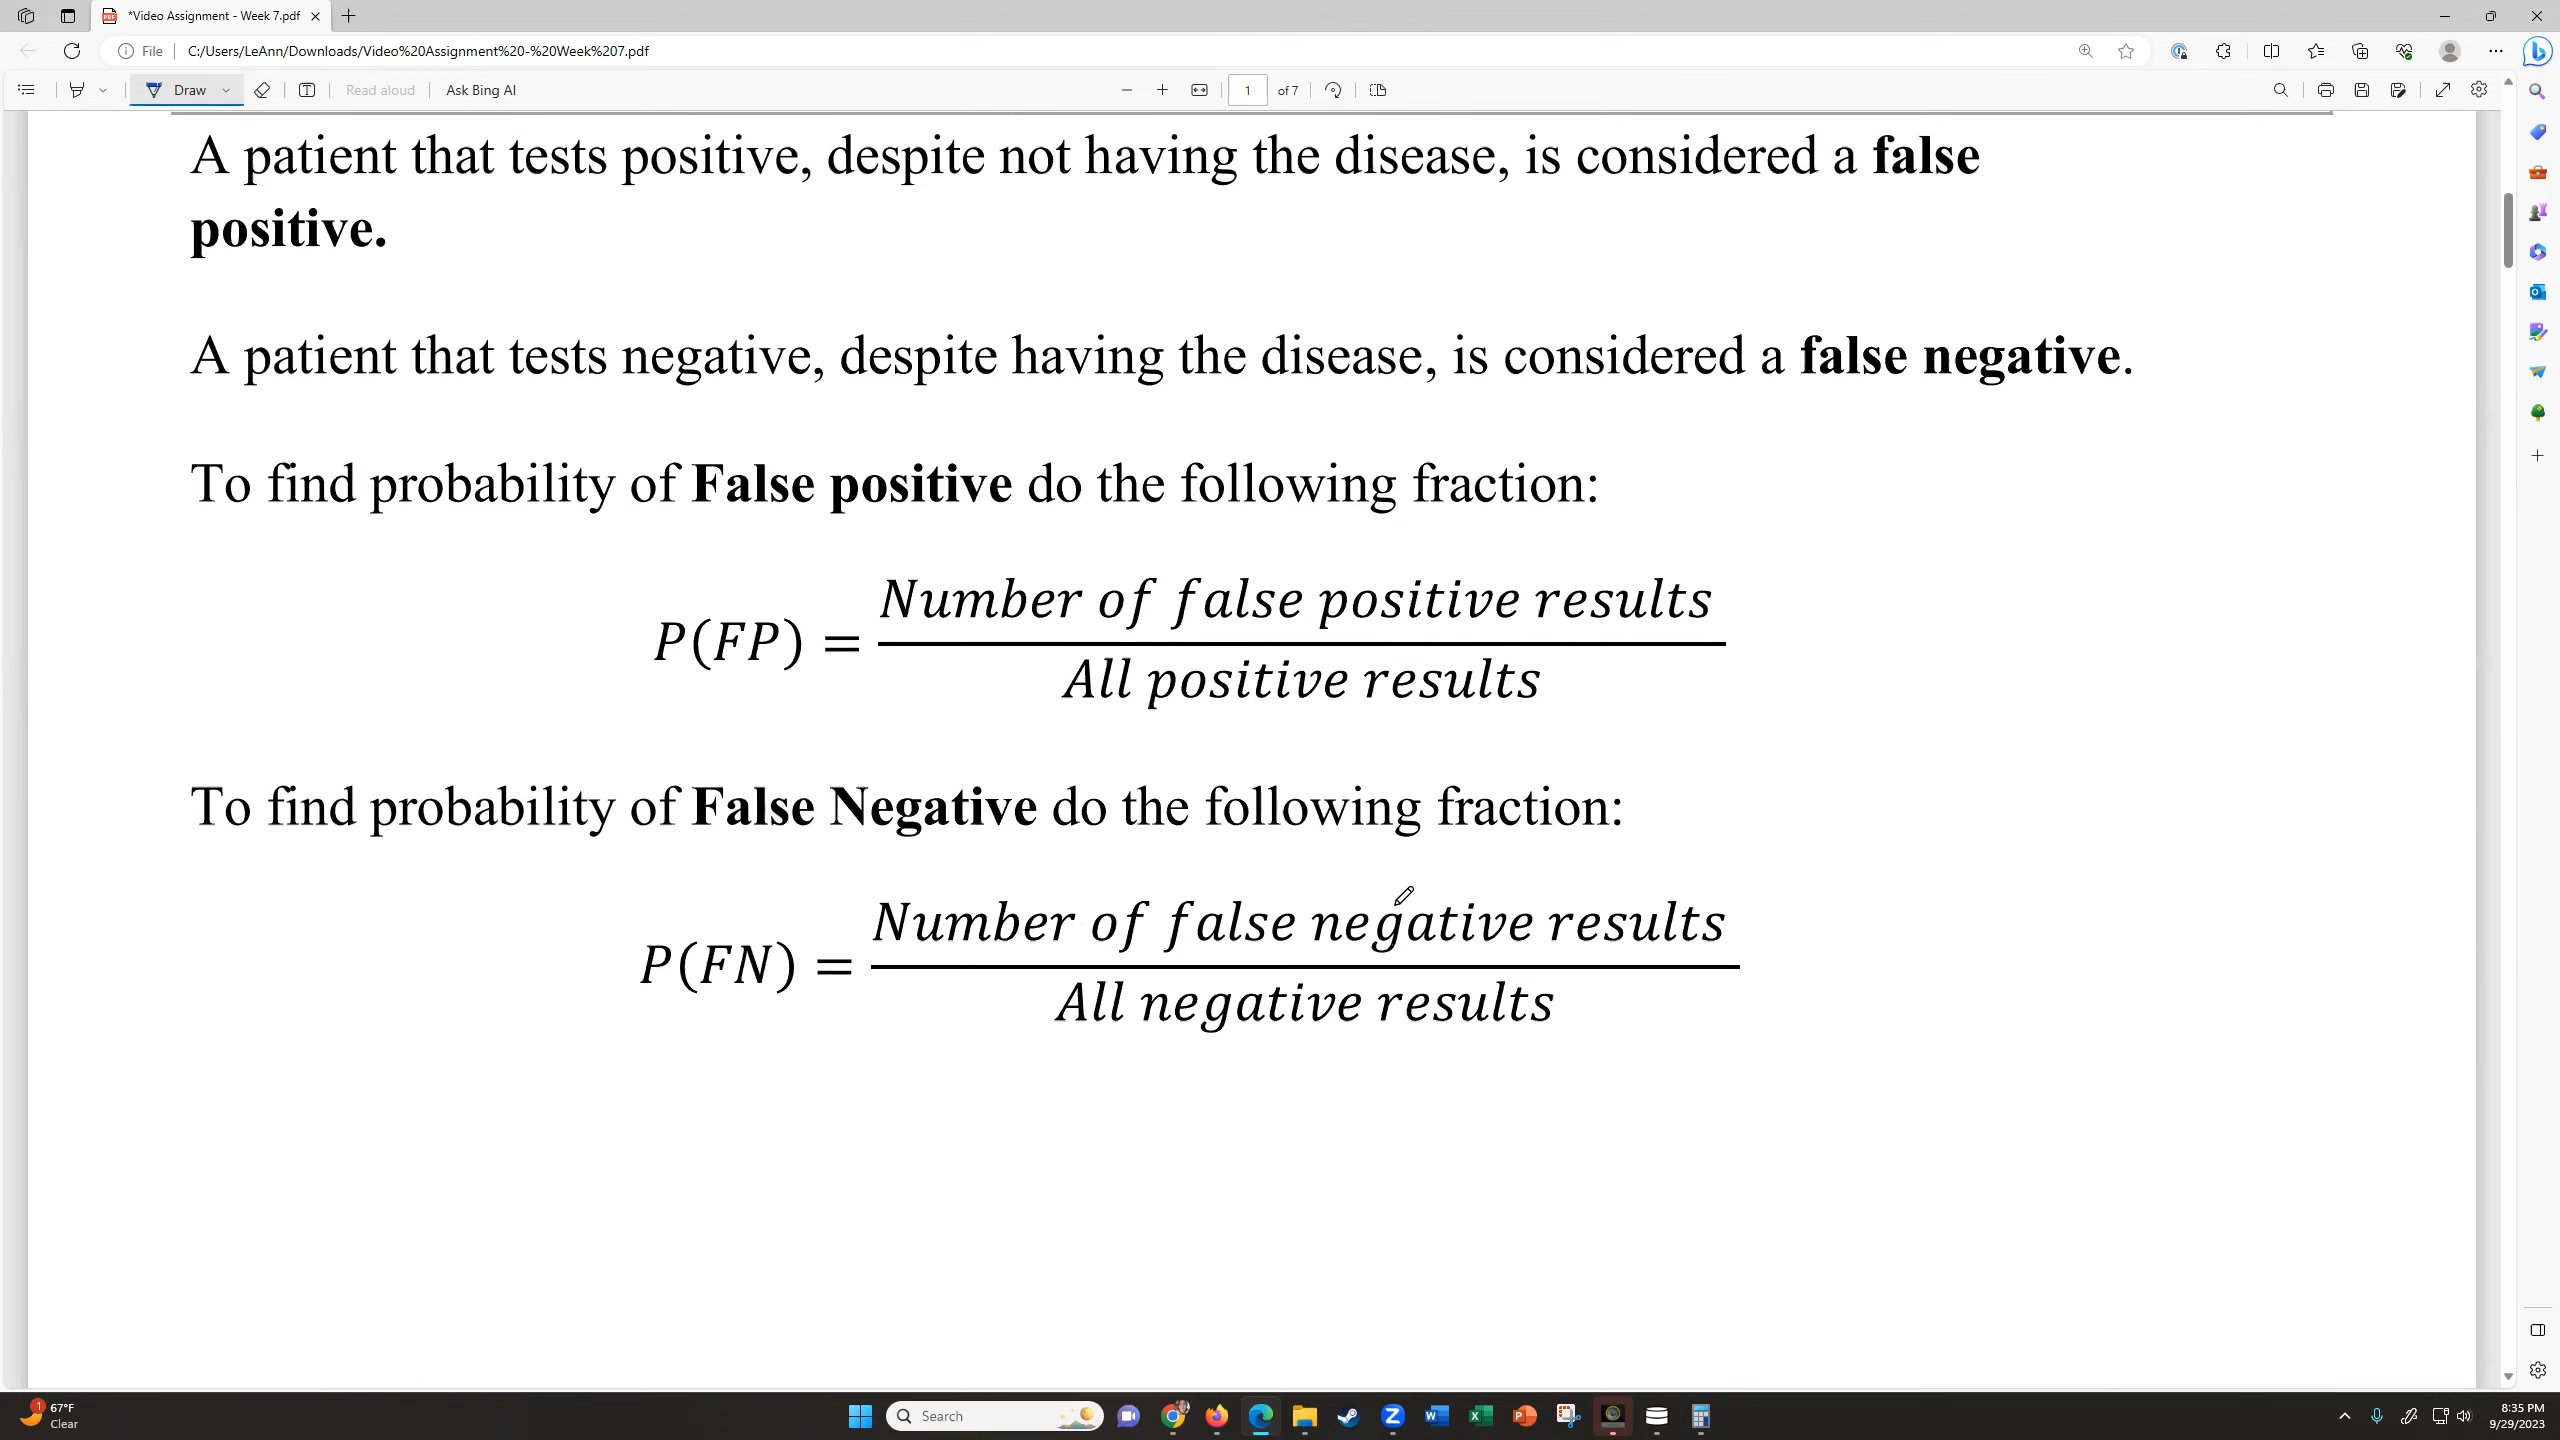 *Video Assignment - Week 7.pdf
File C:/Users/LeAnn/Downloads/Video%20Assignment%20-%20Week%207.pdf
Draw Read aloud Ask Bing AI 1 of 7
A patient that tests positive, despite not having the disease, is considered a false
positive.
A patient that tests negative, despite having the disease, is considered a false negative.
To find probability of False positive do the following fraction:
Number of false positive results
P(FP) =
All positive results
To find probability of False Negative do the following fraction:
Number of false negative results
P(FN) =
All negative results
1 67°F
Clear
Search
8:35 PM
9/29/2023